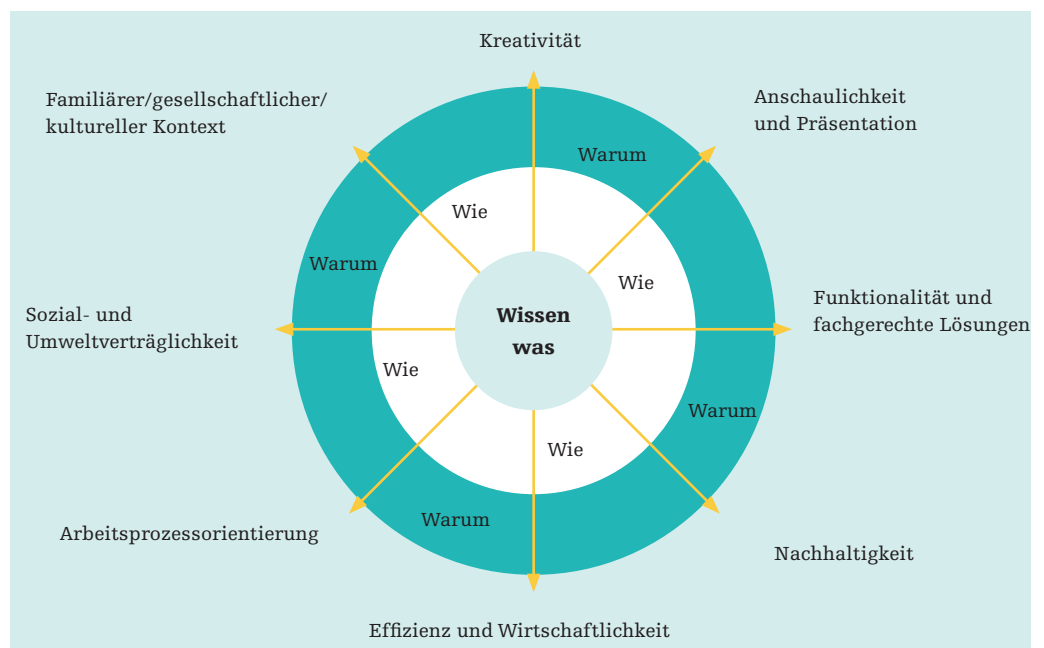 Kreativität
Familiärer/gesellschaftlicher/
kultureller Kontext
Anschaulichkeit
und Präsentation
Warum
Wie
Warum
Wie
Wissen
was
Funktionalität und
fachgerechte Lösungen
Sozial- und
Umweltverträglichkeit
Wie
Warum
Wie
Warum
Arbeitsprozessorientierung
Nachhaltigkeit
Effizienz und Wirtschaftlichkeit